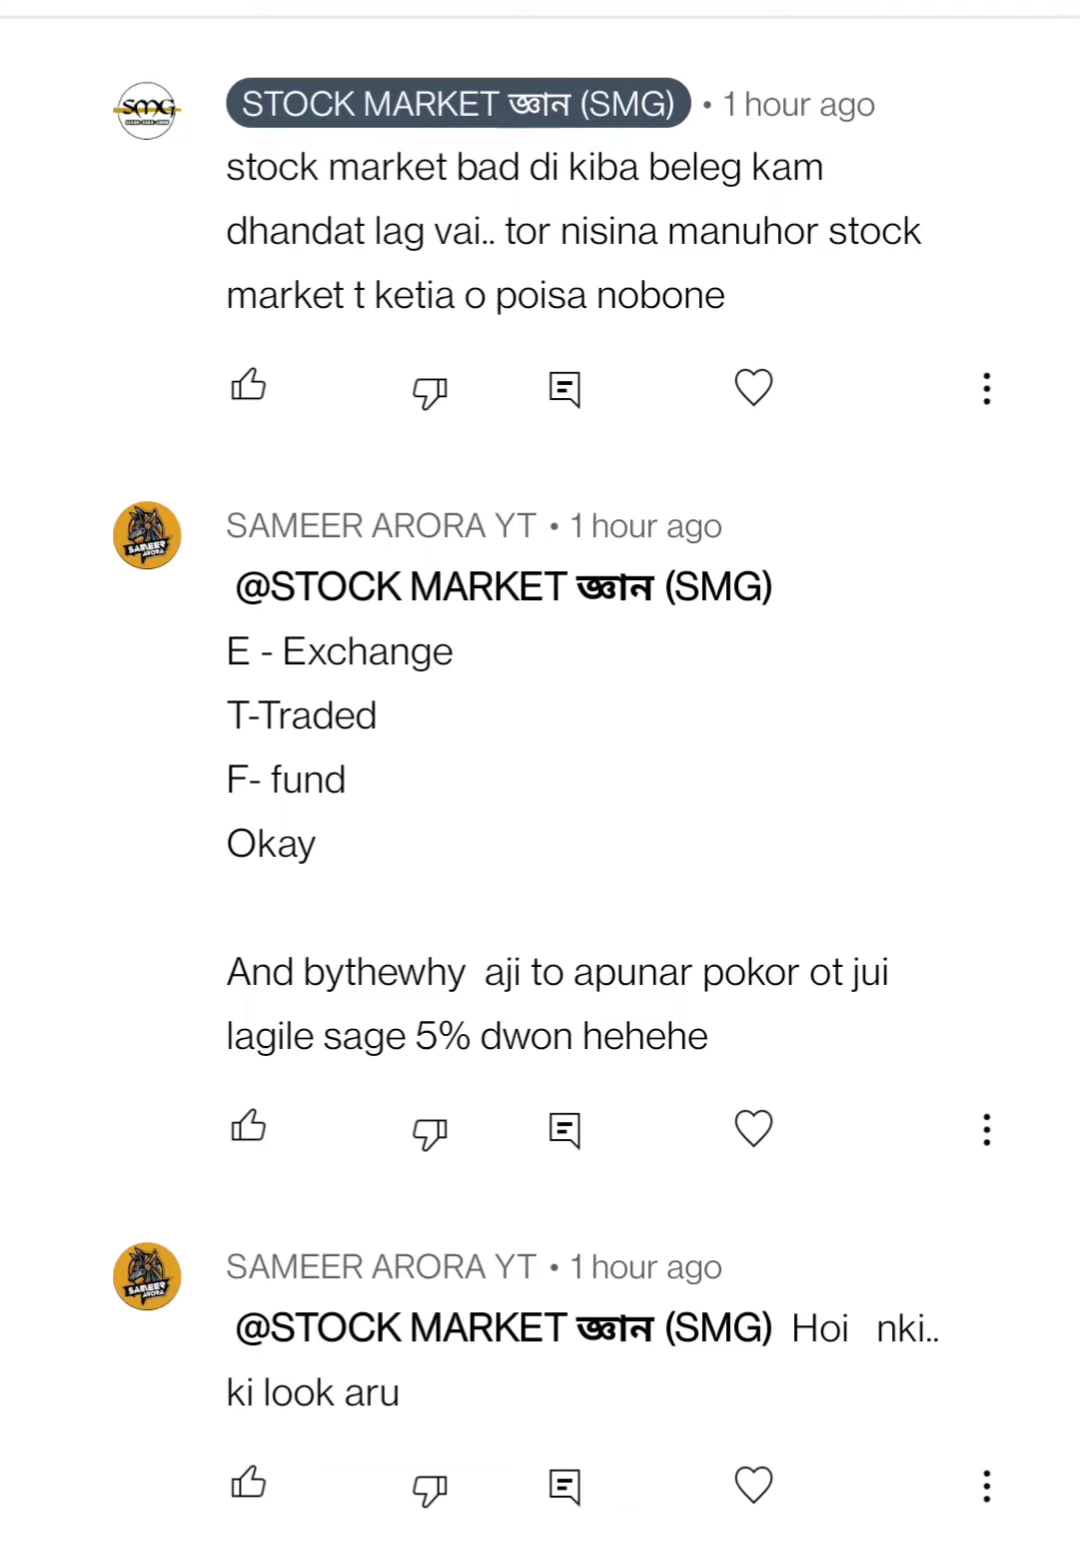 STOCK MARKET জ্ঞান (SMG) • 1 hour ago
stock market bad di kiba beleg kam
dhandat lag vai.. tor nisina manuhor stock
market t ketia o poisa nobone
SAMEER ARORA YT • 1 hour ago
@STOCK MARKET জ্ঞান (SMG)
E - Exchange
T-Traded
F- fund
Okay
And bythewhy aji to apunar pokor ot jui
lagile sage 5% dwon hehehe
SAMEER ARORA YT • 1 hour ago
@STOCK MARKET জ্ঞান (SMG) Hoi nki..
ki look aru